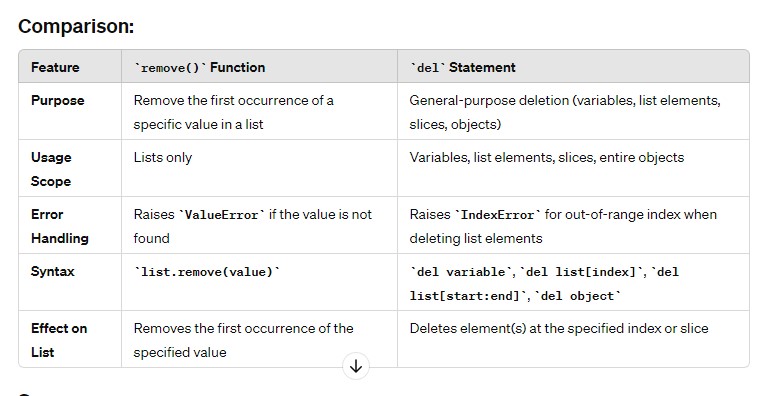 Comparison:
Feature `remove()` Function `del` Statement
Purpose Remove the first occurrence of a General-purpose deletion (variables, list elements,
specific value in a list slices, objects)
Usage Lists only Variables, list elements, slices, entire objects
Scope
Error Raises `ValueError` if the value is not Raises `IndexError` for out-of-range index when
Handling found deleting list elements
Syntax `list.remove(value)` `del variable`, `del list[index]`, `del
list[start:end]`, `del object`
Effect on Removes the first occurrence of the Deletes element(s) at the specified index or slice
List specified value